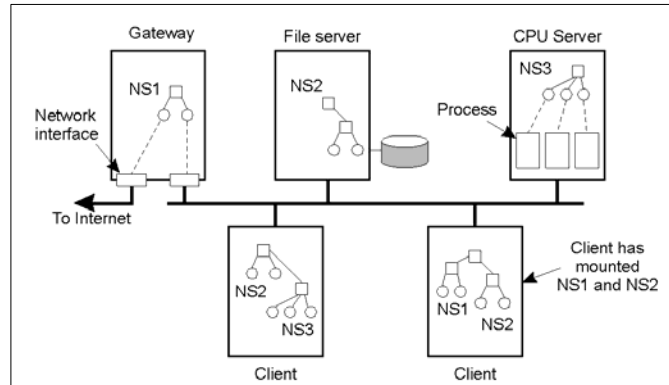 Gateway
File server
CPU Server
NS1
NS2
NS3
Network
interface
Process
To Internet
NS2
NS3
NS1
NS2
Client has
mounted
NS1 and NS2
Client
Client